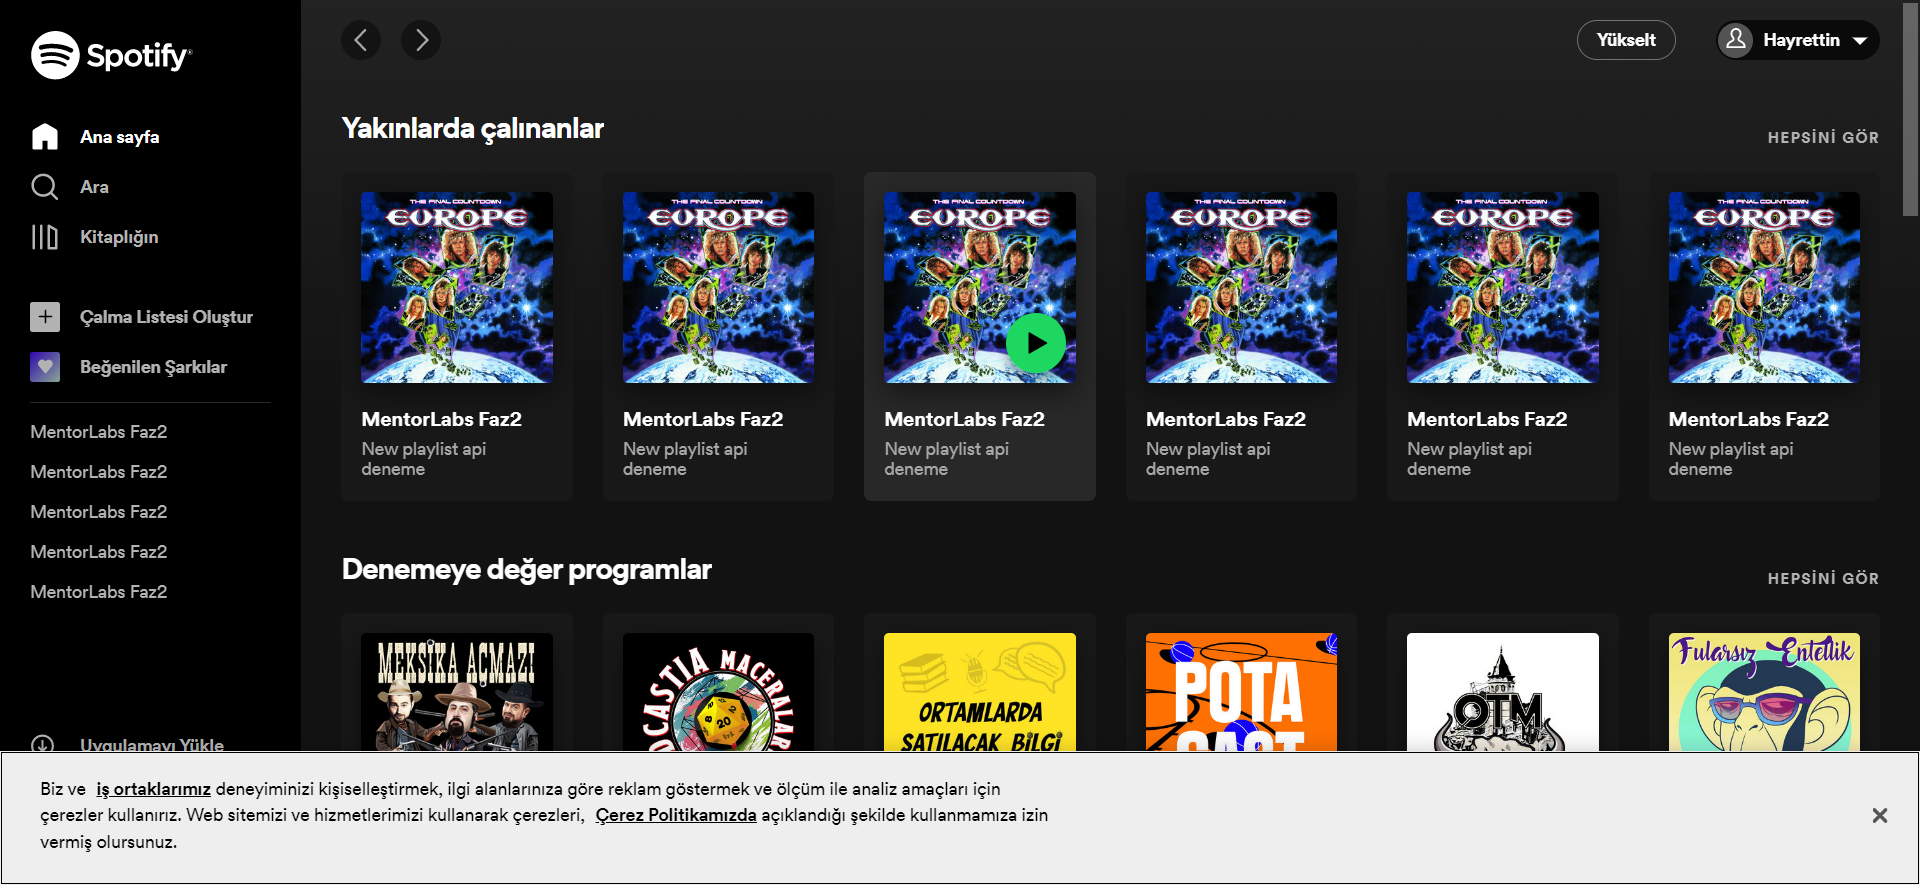 Spotify
Ana sayfa
Ara
Kitaplığın
Çalma Listesi Oluştur
Beğenilen Şarkılar
MentorLabs Faz2
MentorLabs Faz2
MentorLabs Faz2
MentorLabs Faz2
MentorLabs Faz2
Uygulamayı Yükle
Yükselt
Hayrettin
Yakınlarda çalınanlar
HEPSİNİ GÖR
THE FINAL COUNTDOWN
EUROPE
MentorLabs Faz2
New playlist api
deneme
THE FINAL COUNTDOWN
EUROPE
MentorLabs Faz2
New playlist api
deneme
THE FINAL COUNTDOWN
EUROPE
MentorLabs Faz2
New playlist api
deneme
THE FINAL COUNTDOWN
EUROPE
MentorLabs Faz2
New playlist api
deneme
THE FINAL COUNTDOWN
EUROPE
MentorLabs Faz2
New playlist api
deneme
THE FINAL COUNTDOWN
EUROPE
MentorLabs Faz2
New playlist api
deneme
Denemeye değer programlar
HEPSİNİ GÖR
MEKSİKA AÇMAZI
20
ORTAMLARDA
SATILACAK BİLGİ
POTA
CAST
OTM
Fularsız Entellik
Biz ve iş ortaklarımız deneyiminizi kişiselleştirmek, ilgi alanlarınıza göre reklam göstermek ve ölçüm ile analiz amaçları için
çerezler kullanırız. Web sitemizi ve hizmetlerimizi kullanarak çerezleri, Çerez Politikamızda açıklandığı şekilde kullanmamıza izin
vermiş olursunuz.